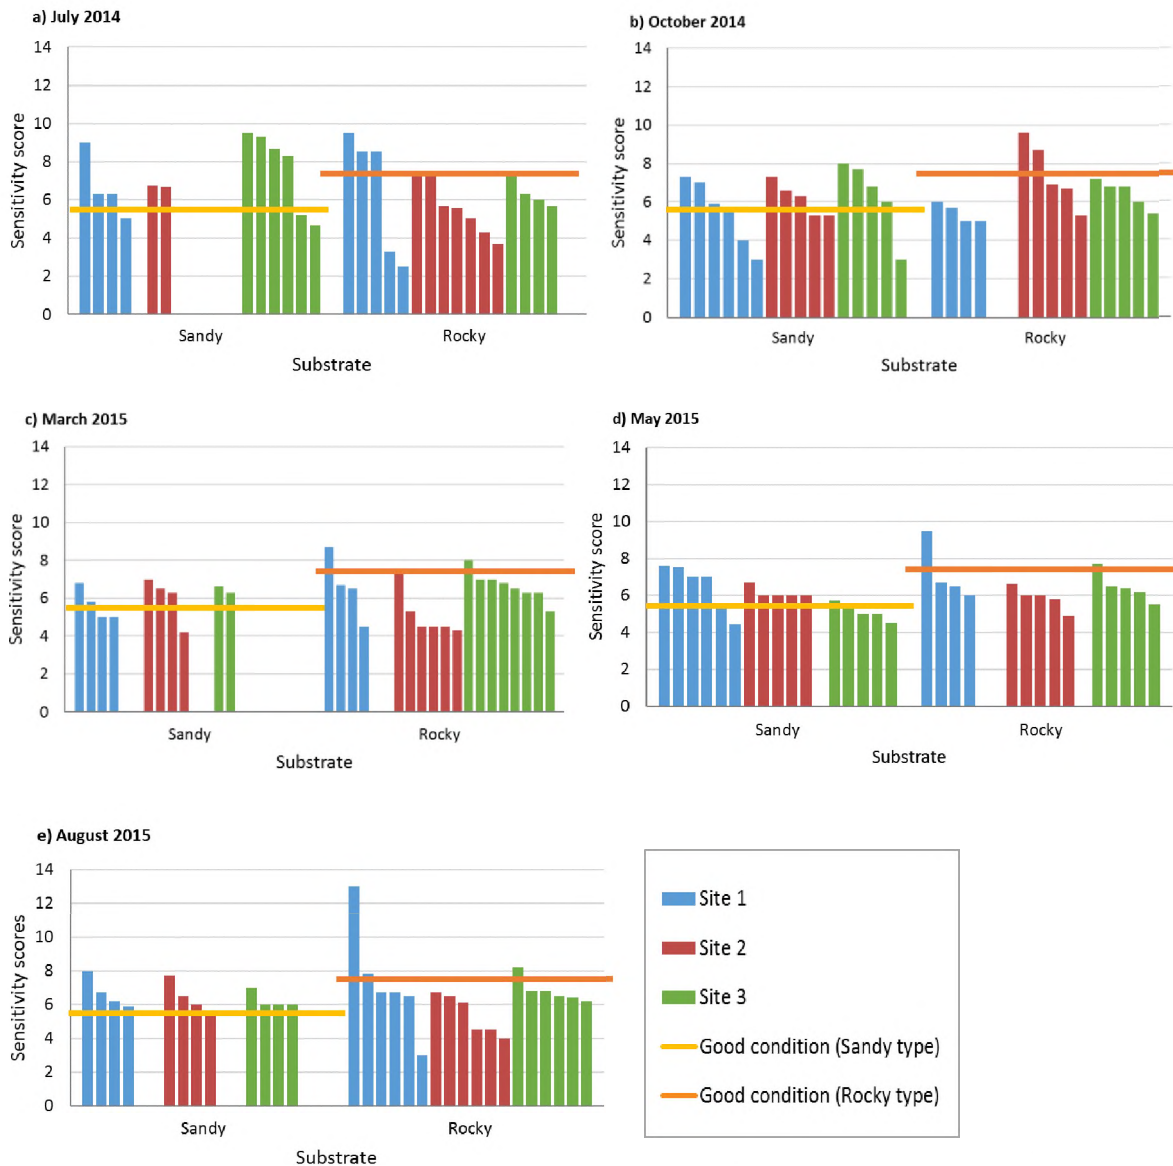 a) July 2014
14
12
10
8
6
4
2
0
Sensitivity score
Sandy
Rocky
Substrate
b) October 2014
14
12
10
8
6
4
2
0
Sensitivity score
Sandy
Rocky
Substrate
c) March 2015
14
12
10
8
6
4
2
0
Sensitivity score
Sandy
Rocky
Substrate
d) May 2015
14
12
10
8
6
4
2
0
Sensitivity score
Sandy
Rocky
Substrate
e) August 2015
14
12
10
8
6
4
2
0
Sensitivity scores
Sandy
Rocky
Substrate
Site 1
Site 2
Site 3
Good condition (Sandy type)
Good condition (Rocky type)